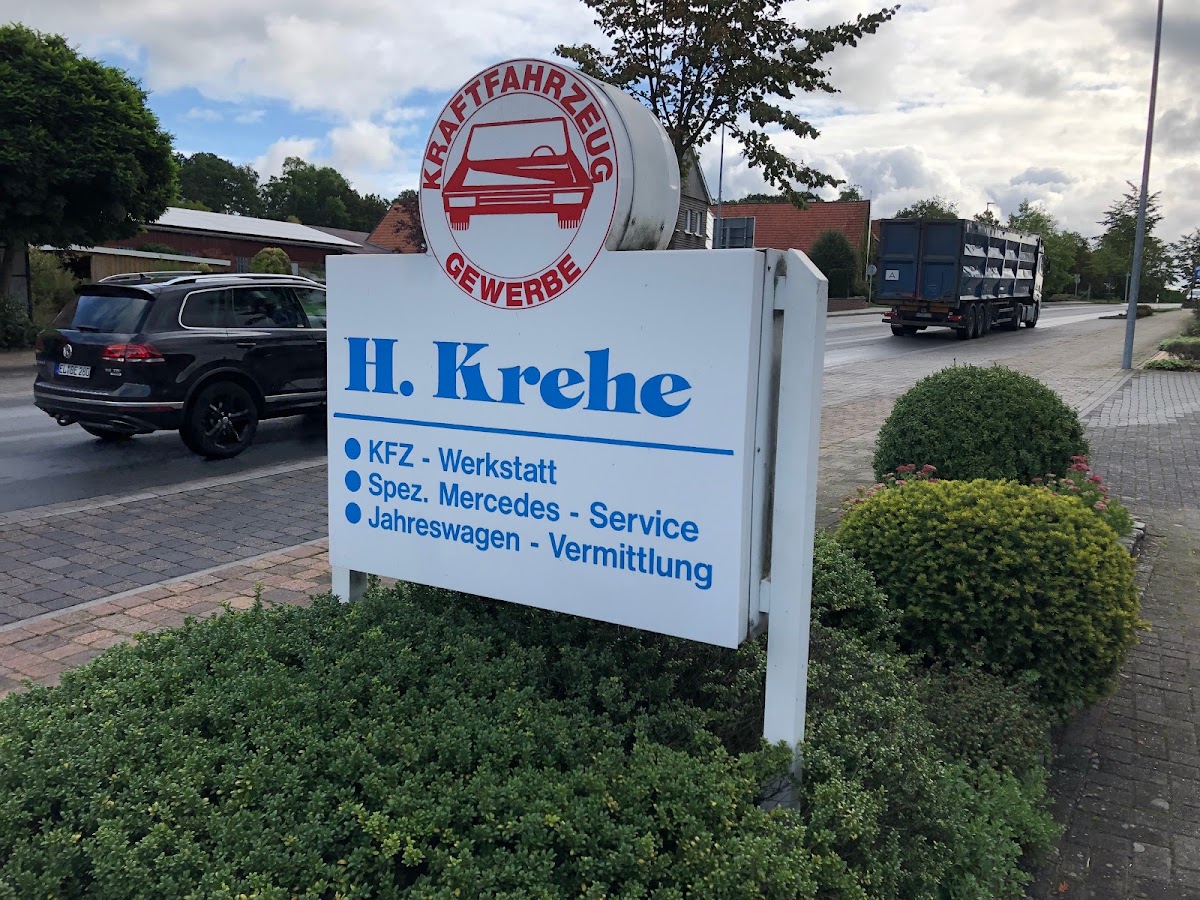 KRAFTFAHRZEUG
GEWERBE
H. Krehe
KFZ - Werkstatt
Spez. Mercedes - Service
Jahreswagen - Vermittlung